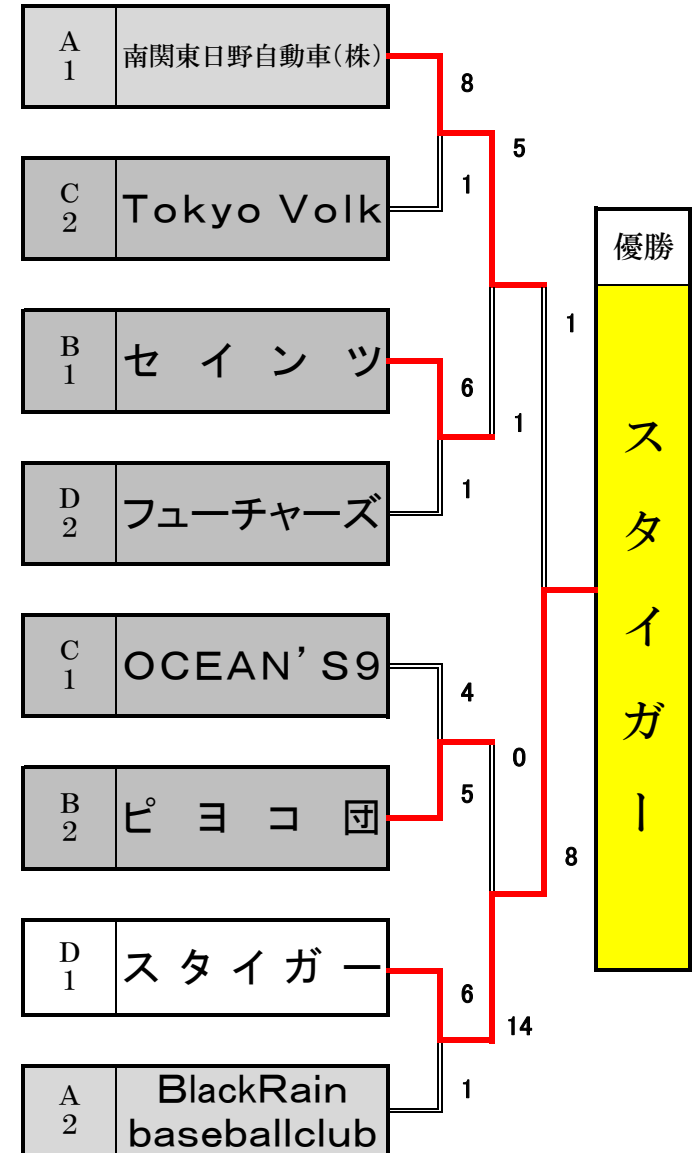 A
1
南関東日野自動車(株)
8
5
C
2
Tokyo Volk
1
優勝
B
1
セインツ
6
1
1
D
2
フューチャーズ
1
スタイガー
C
1
OCEAN'S9
4
0
B
2
ピヨコ団
5
8
D
1
スタイガー
6
14
A
2
BlackRain
baseballclub
1